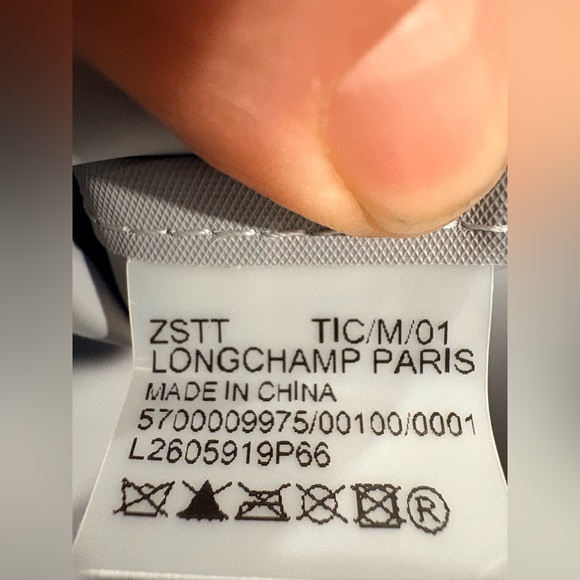 ZSTT TIC/M/01
LONGCHAMP PARIS
MADE IN CHINA
5700009975/00100/0001
L2605919P66
®